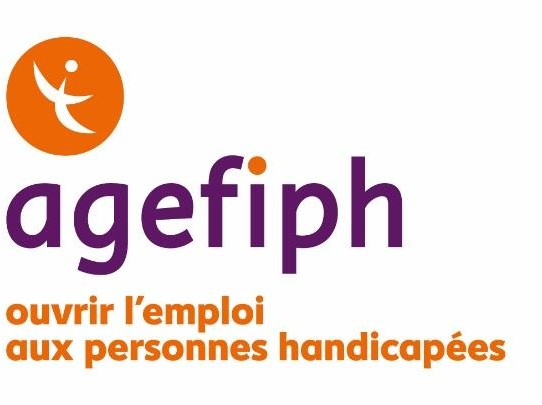 agefiph
ouvrir l'emploi
aux personnes handicapées